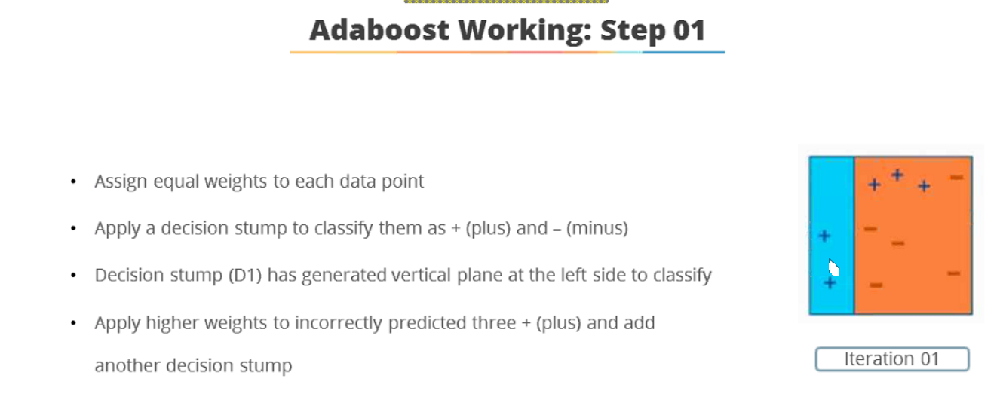 Adaboost Working: Step 01
• Assign equal weights to each data point
• Apply a decision stump to classify them as + (plus) and – (minus)
• Decision stump (D1) has generated vertical plane at the left side to classify
• Apply higher weights to incorrectly predicted three + (plus) and add
another decision stump
Iteration 01